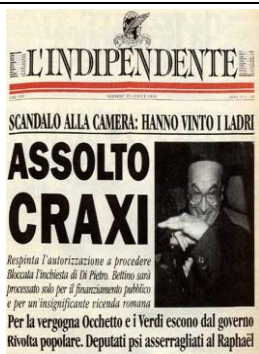 L'INDIPENDENTE
SCANDALO ALLA CAMERA: HANNO VINTO I LADRI
ASSOLTO
CRAXI
Respinta l'autorizzazione a procedere
Bloccata l'inchiesta di Di Pietro. Bettino sarà
processato solo per il finanziamento pubblico
e per un'insignificante vicenda romana
Per la vergogna Occhetto e i Verdi escono dal governo
Rivolta popolare. Deputati psi asserragliati al Raphaël